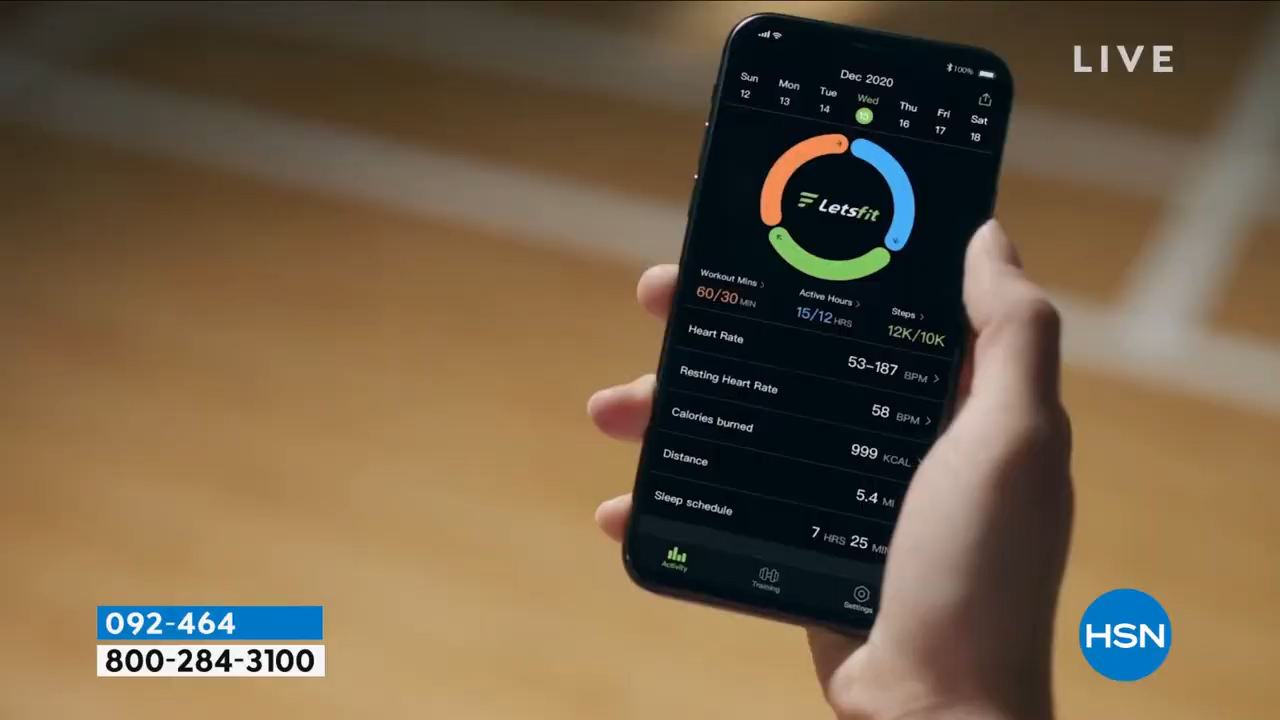 LIVE
100%
Dec 2020
Sun Mon Tue Wed Thu Fri Sat
12 13 14 15 16 17 18
Letsfit
Workout Mins > Active Hours > Steps >
60/30 MIN 15/12 HRS 12K/10K
Heart Rate 53–187 BPM >
Resting Heart Rate 58 BPM >
Calories burned 999 KCAL
Distance 5.4 MI
Sleep schedule 7 HRS 25 MIN
Activity Training Settings
092-464
800-284-3100
HSN